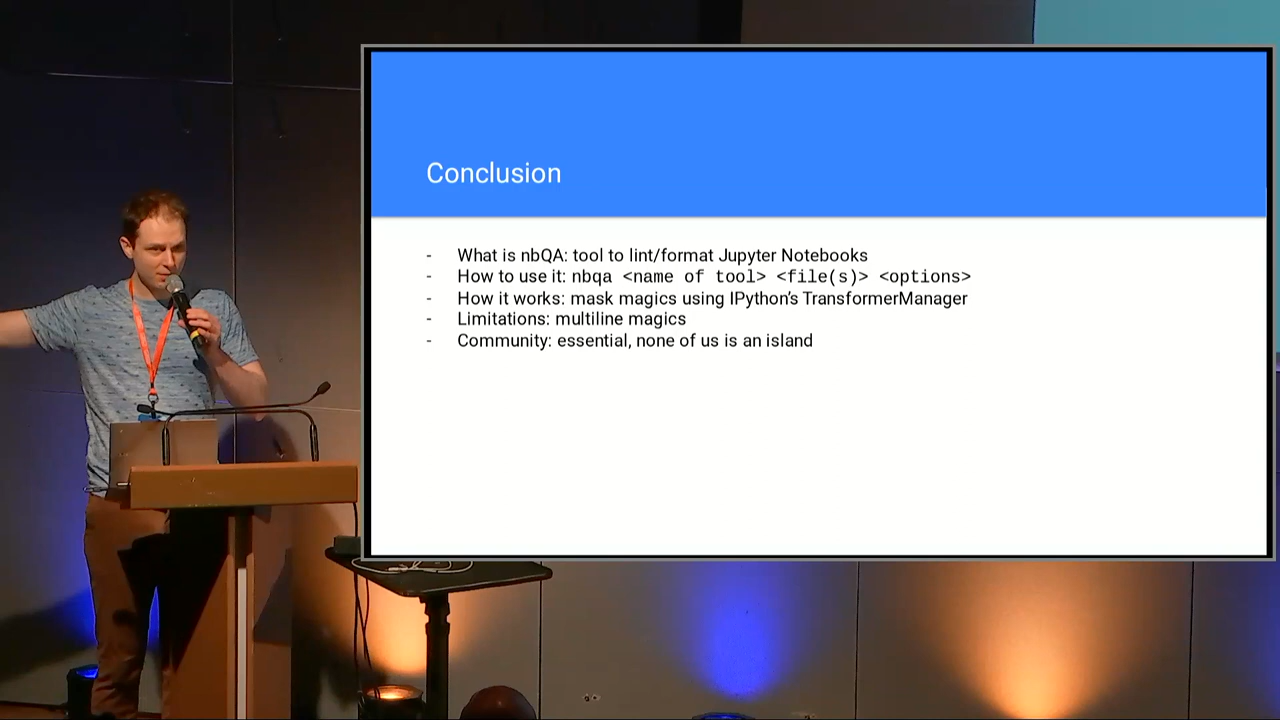 Conclusion
- What is nbQA: tool to lint/format Jupyter Notebooks
- How to use it: nbqa <name of tool> <file(s)> <options>
- How it works: mask magics using IPython's TransformerManager
- Limitations: multiline magics
- Community: essential, none of us is an island